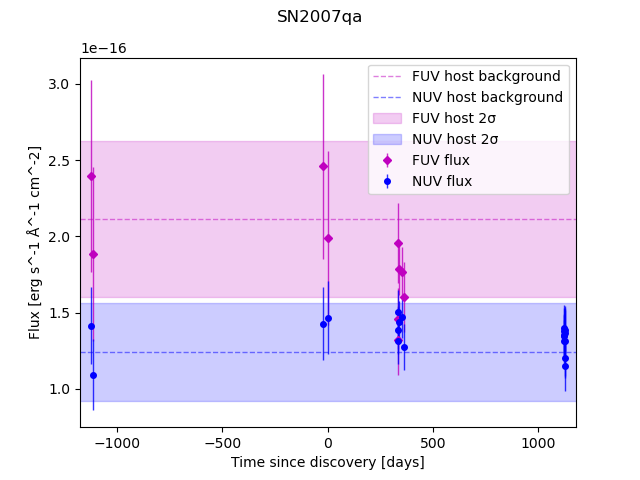 SN2007qa
1e−16
FUV host background
NUV host background
FUV host 2σ
NUV host 2σ
FUV flux
NUV flux
3.0
2.5
2.0
1.5
1.0
Flux [erg s^-1 Å^-1 cm^-2]
−1000
−500
0
500
1000
Time since discovery [days]